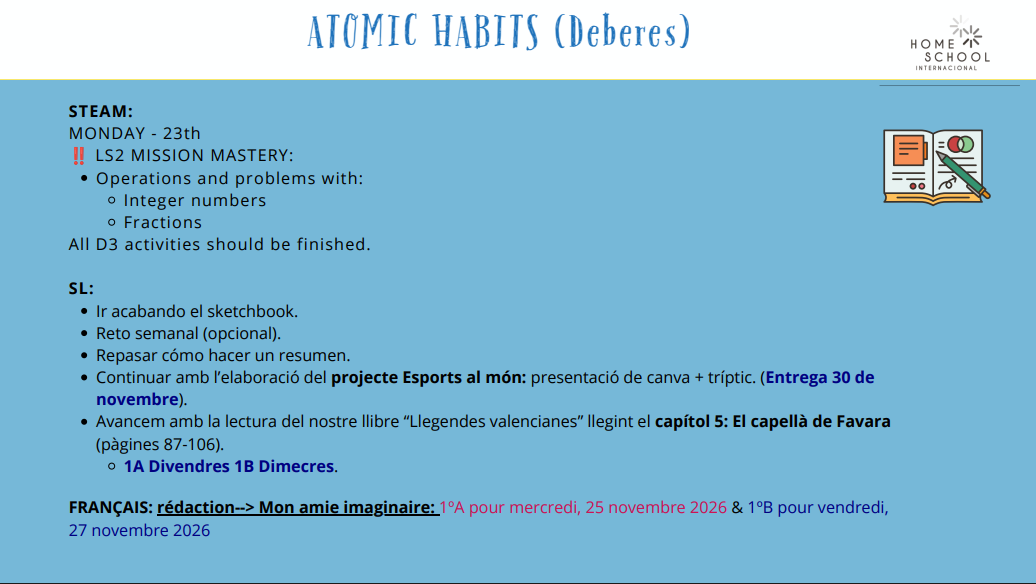 ATOMIC HABITS (Deberes)
HOME
SCHOOL
INTERNACIONAL
STEAM:
MONDAY - 23th
‼️ LS2 MISSION MASTERY:
• Operations and problems with:
◦ Integer numbers
◦ Fractions
All D3 activities should be finished.
SL:
• Ir acabando el sketchbook.
• Reto semanal (opcional).
• Repasar cómo hacer un resumen.
• Continuar amb l’elaboració del projecte Esports al món: presentació de canva + tríptic. (Entrega 30 de
novembre).
• Avancem amb la lectura del nostre llibre “Llegendes valencianes” llegint el capítol 5: El capellà de Favara
(pàgines 87-106).
◦ 1A Divendres 1B Dimecres.
FRANÇAIS: rédaction--> Mon amie imaginaire: 1ºA pour mercredi, 25 novembre 2026 & 1ºB pour vendredi,
27 novembre 2026